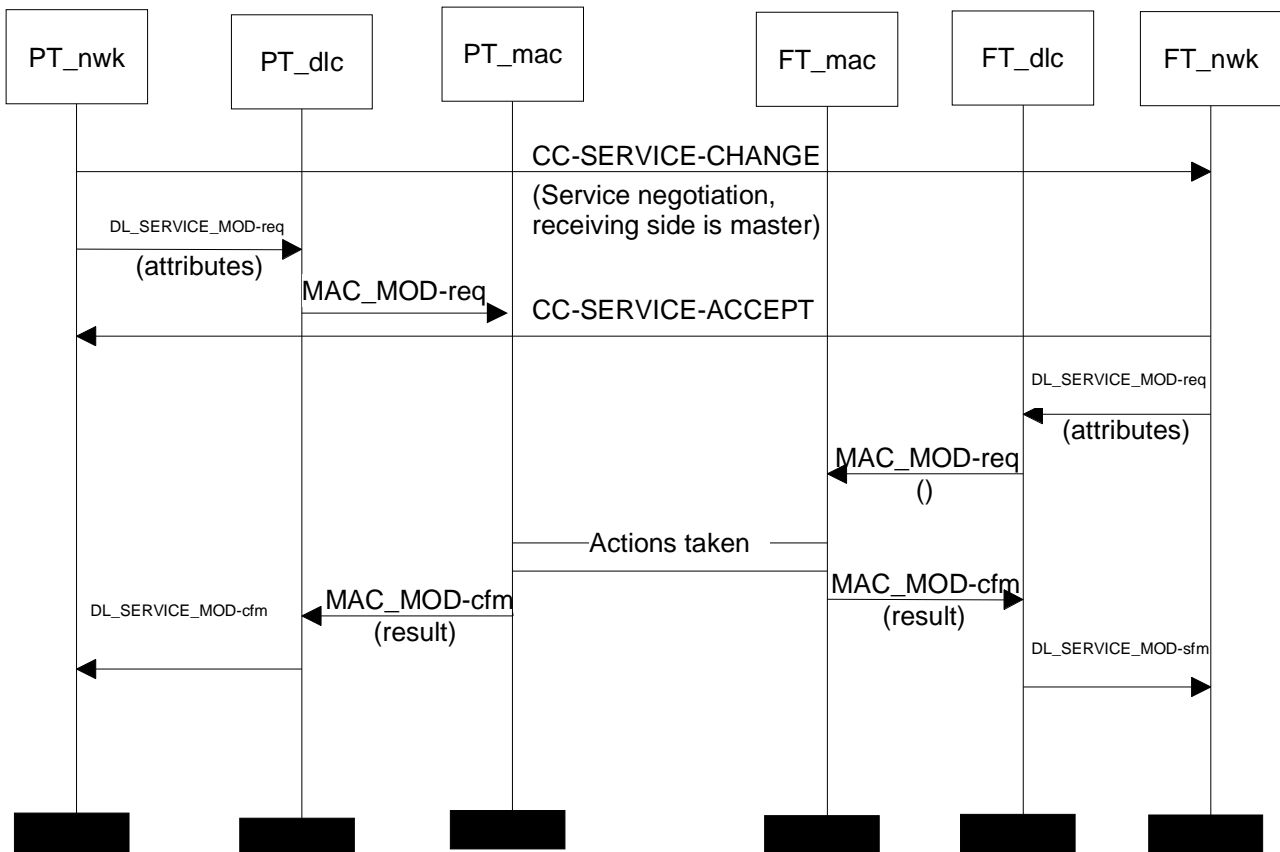 PT_nwk
PT_dlc
PT_mac
FT_mac
FT_dlc
FT_nwk
CC-SERVICE-CHANGE
(Service negotiation,
receiving side is master)
DL_SERVICE_MOD-req
(attributes)
MAC_MOD-req
CC-SERVICE-ACCEPT
DL_SERVICE_MOD-req
(attributes)
MAC_MOD-req
()
Actions taken
MAC_MOD-cfm
(result)
MAC_MOD-cfm
(result)
DL_SERVICE_MOD-cfm
DL_SERVICE_MOD-sfm